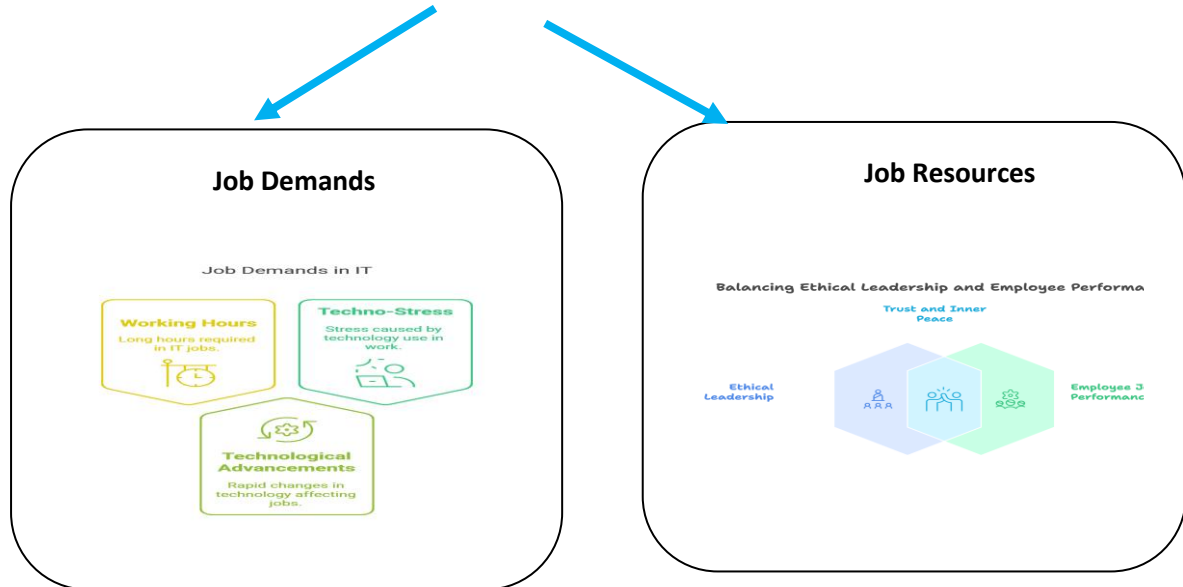 Job Demands
Job Demands in IT
Working Hours
Long hours required
in IT jobs.
Techno-Stress
Stress caused by
technology use in
work.
Technological
Advancements
Rapid changes in
technology affecting
jobs.
Job Resources
Balancing Ethical Leadership and Employee Performa
Trust and Inner
Peace
Ethical
Leadership
Employee J
Performanc